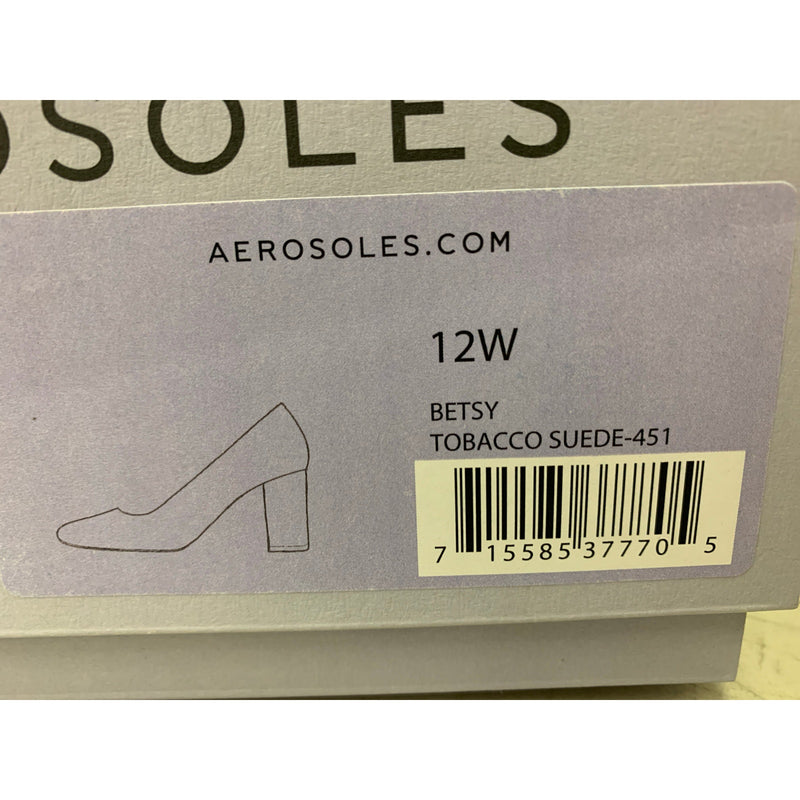 OSOLES
AEROSOLES.COM
12W
BETSY
TOBACCO SUEDE-451
7 15585 37770 5